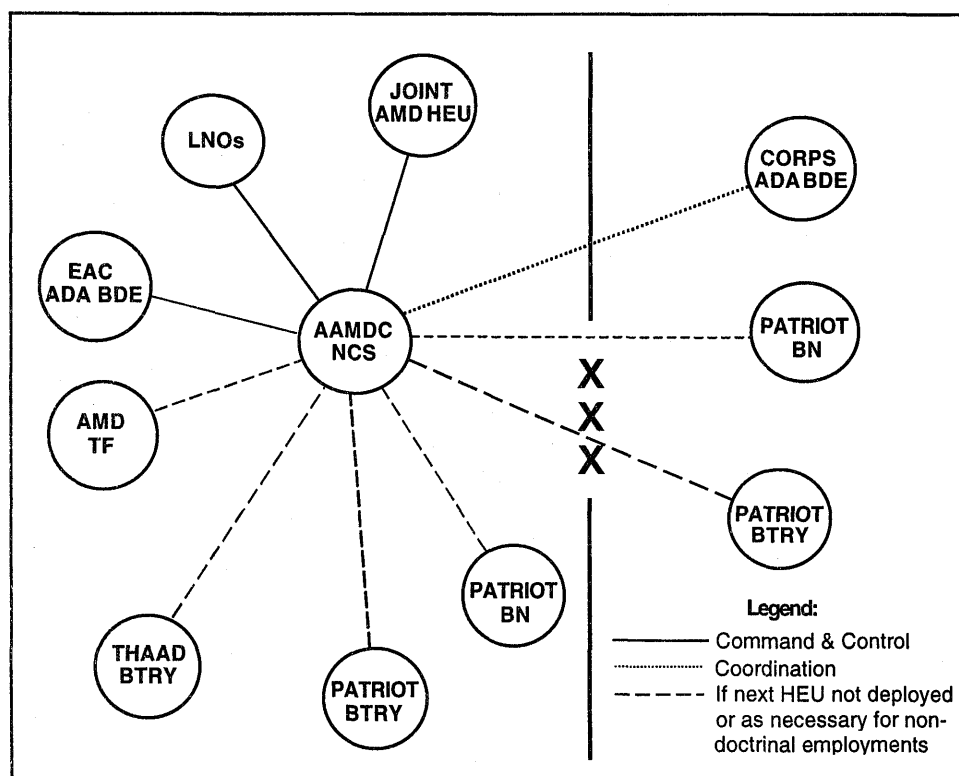 JOINT
AMD HEU
LNOs
CORPS
ADA BDE
EAC
ADA BDE
AAMDC
NCS
PATRIOT
BN
X
X
X
AMD
TF
PATRIOT
BTRY
PATRIOT
BN
THAAD
BTRY
PATRIOT
BTRY
Legend:
Command & Control
Coordination
If next HEU not deployed
or as necessary for non-
doctrinal employments